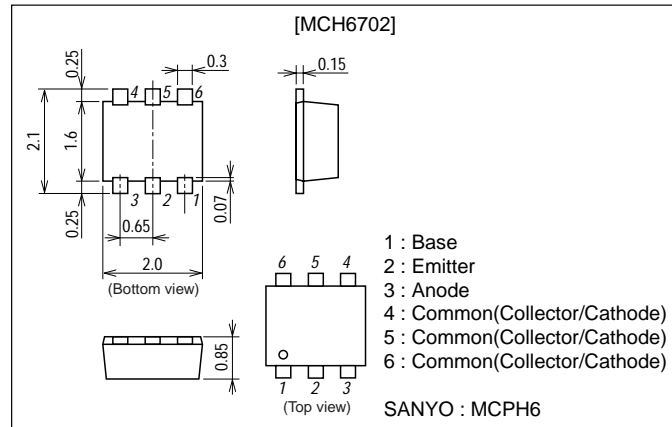 [MCH6702]
0.25
0.3
0.15
4 5 6
2.1
1.6
3 2 1
0.25
0.65
0.07
2.0
(Bottom view)
6 5 4
0.85
1 2 3
(Top view)
1 : Base
2 : Emitter
3 : Anode
4 : Common(Collector/Cathode)
5 : Common(Collector/Cathode)
6 : Common(Collector/Cathode)
SANYO : MCPH6